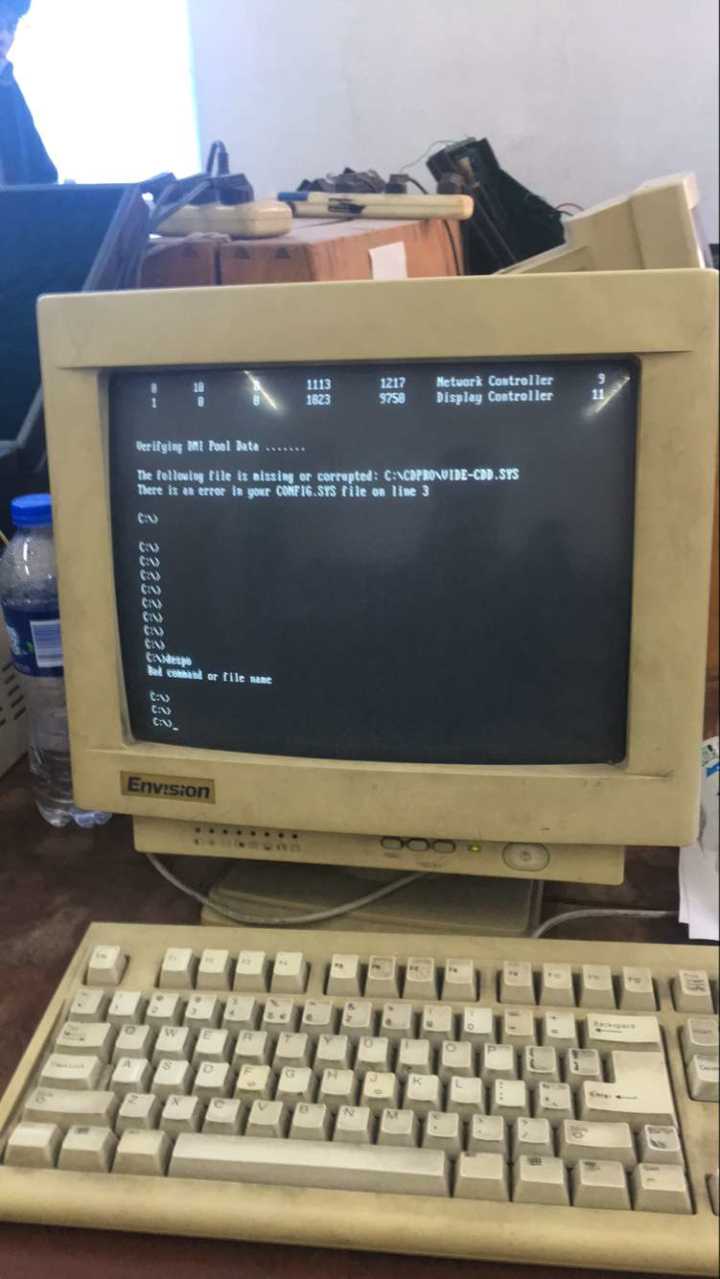 0 10 0 1113 1217 Network Controller 9
1 0 0 1023 9750 Display Controller 11
Verifying DMI Pool Data .......
The following file is missing or corrupted: C:\CDPRO\VIDE-CDD.SYS
There is an error in your CONFIG.SYS file on line 3
C:\>
C:\>
C:\>
C:\>
C:\>
C:\>
C:\>
C:\>
C:\>
C:\>despo
Bad command or file name
C:\>
C:\>
C:\>_
Envision
Backspace
Q W E R T Y U I O P
A S D F G H J K L
Enter
Z X C V B N M